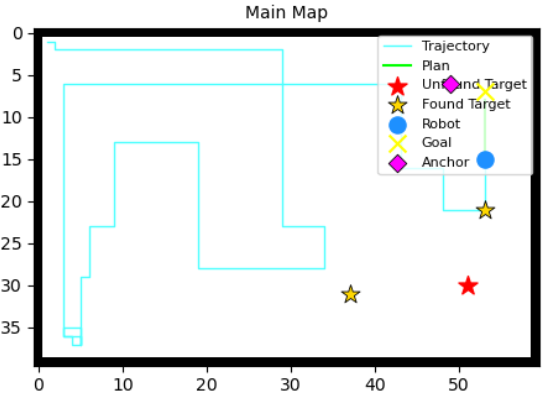 Main Map
0
5
10
15
20
25
30
35
0
10
20
30
40
50
Trajectory
Plan
Unfound Target
Found Target
Robot
Goal
Anchor